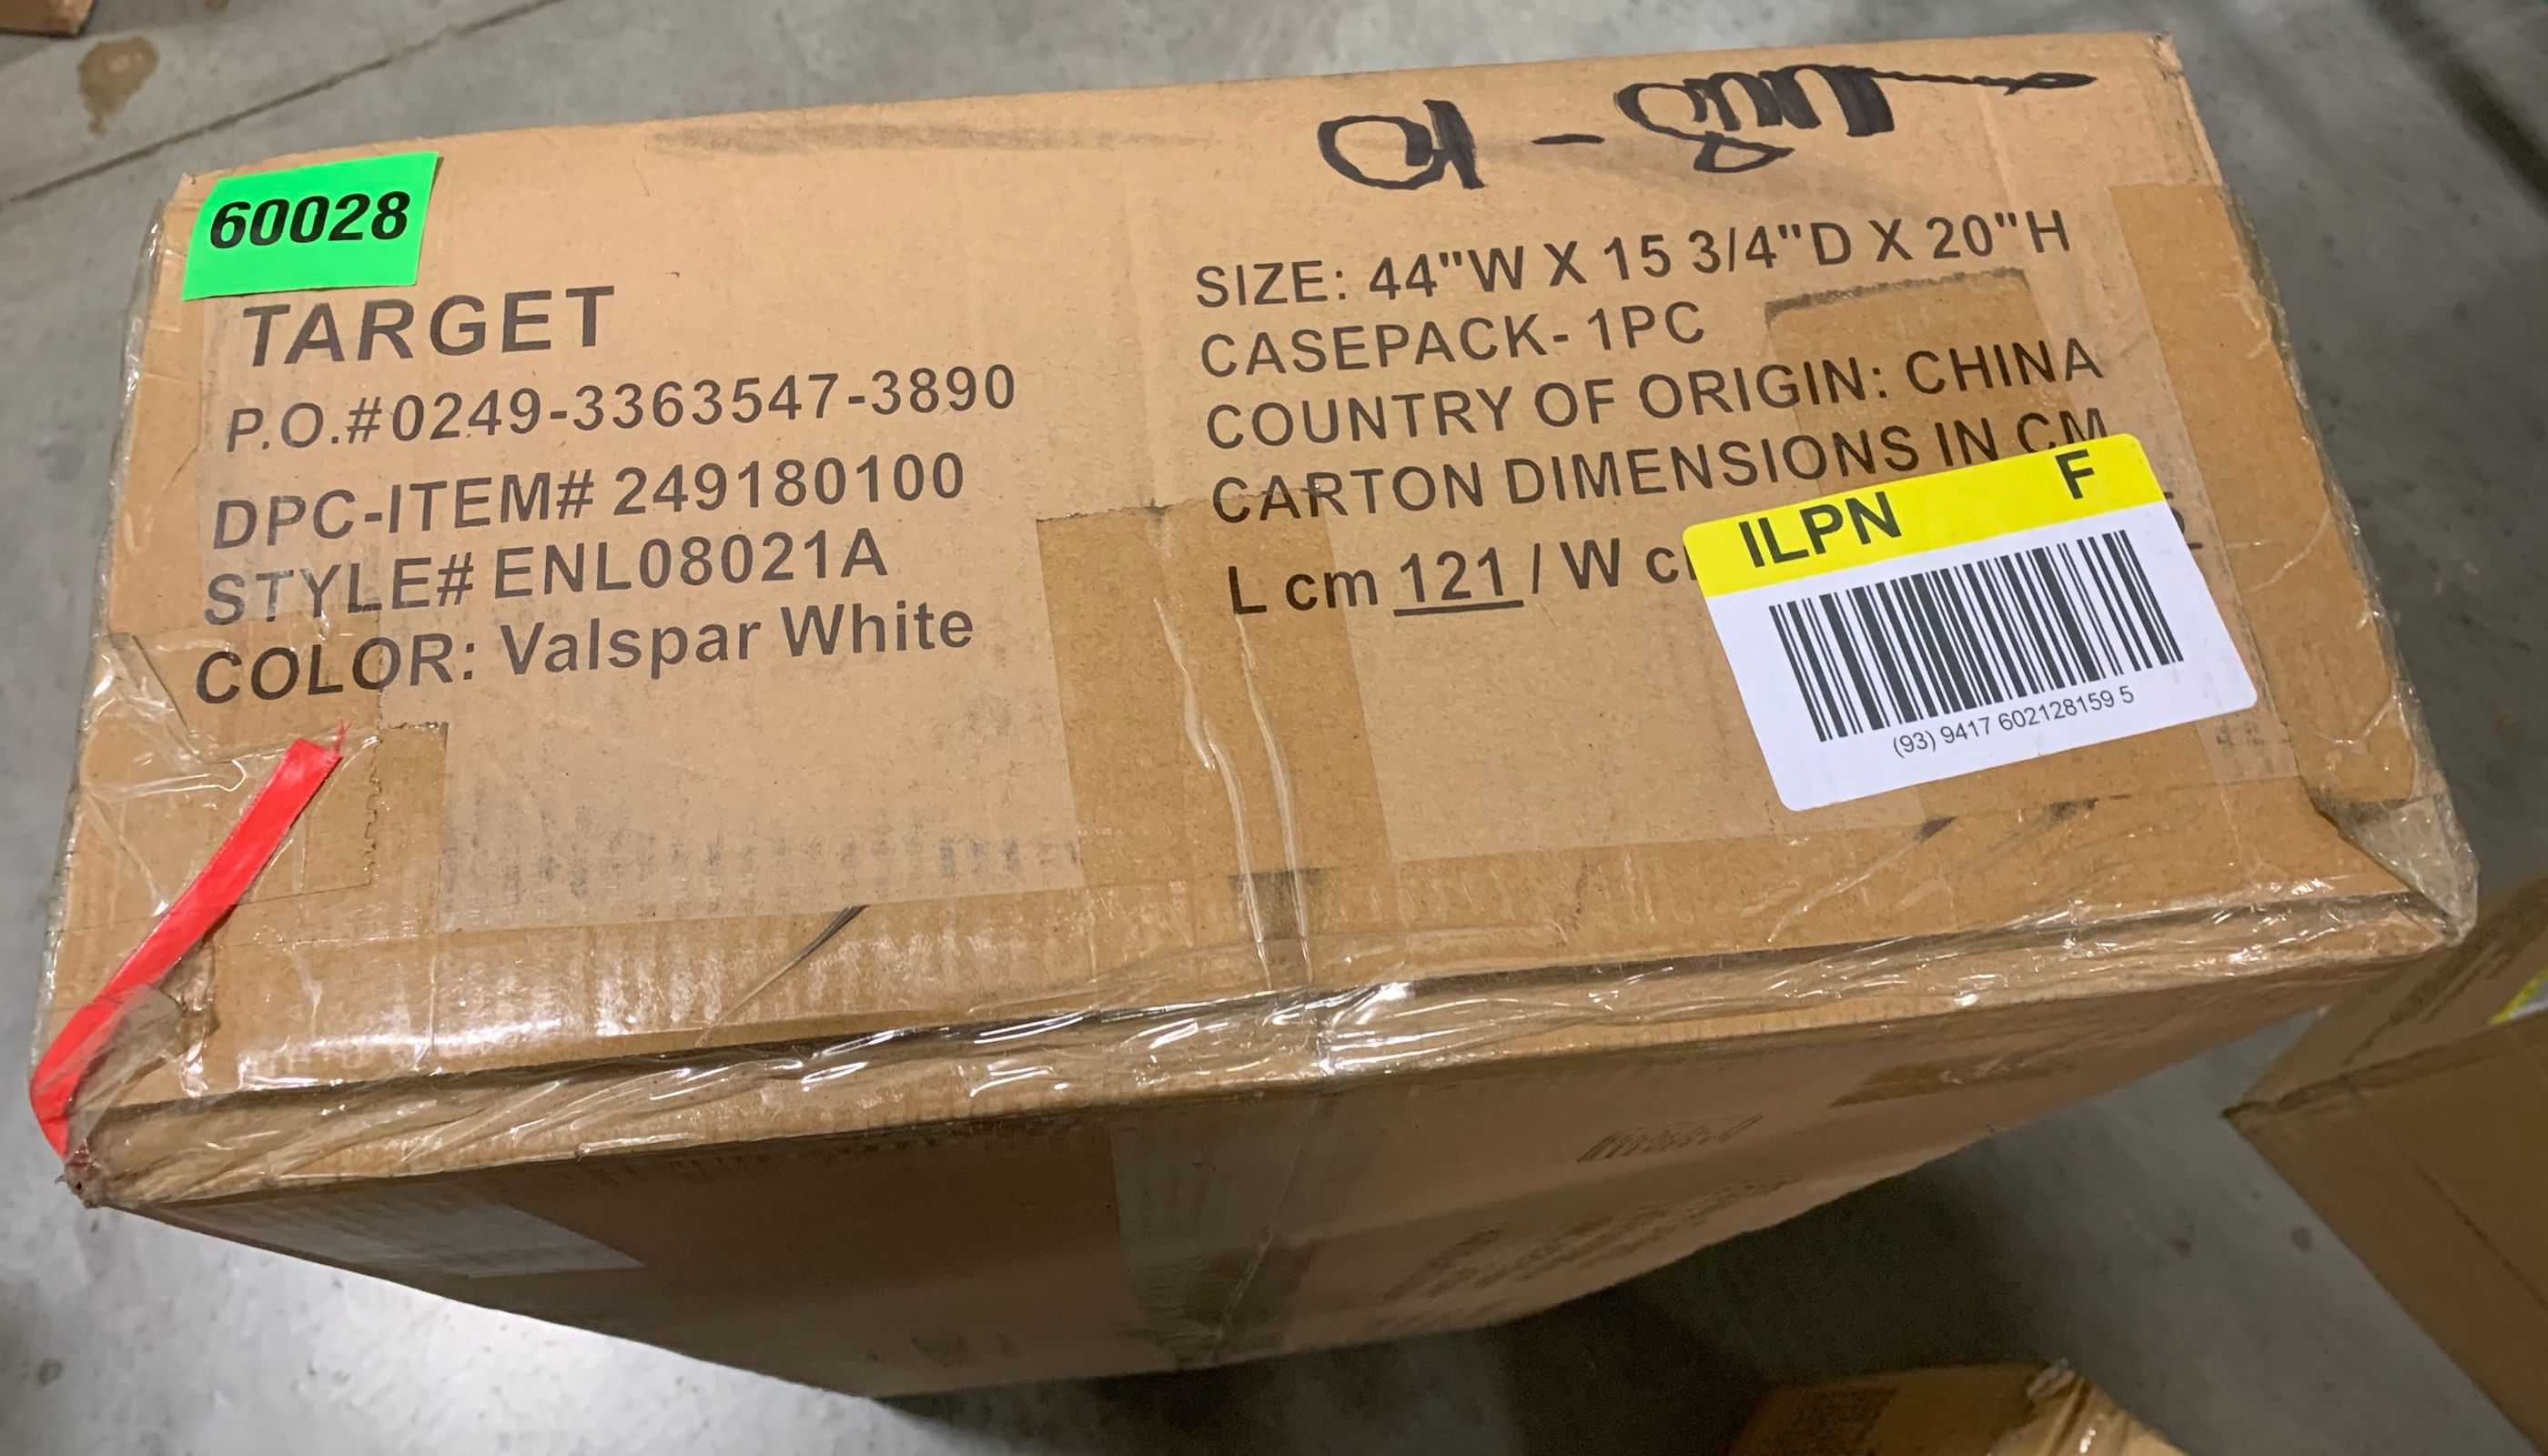 60028
TARGET
P.O.#0249-3363547-3890
DPC-ITEM# 249180100
STYLE# ENL08021A
COLOR: Valspar White
SIZE: 44"W X 15 3/4"D X 20"H
CASEPACK- 1PC
COUNTRY OF ORIGIN: CHINA
CARTON DIMENSIONS IN CM
L cm 121 / W
ILPN F
(93) 9417 602128159 5